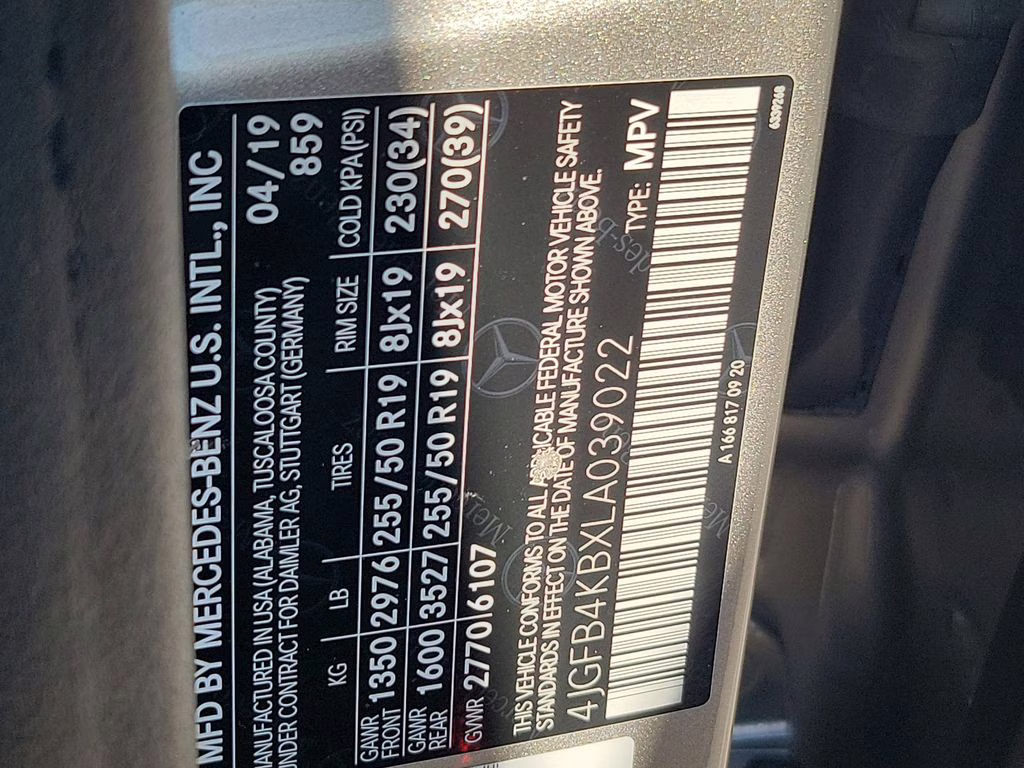 MFD BY MERCEDES-BENZ U.S. INTL., INC
MANUFACTURED IN USA (ALABAMA, TUSCALOOSA COUNTY) 04/19
UNDER CONTRACT FOR DAIMLER AG, STUTTGART (GERMANY) 859
KG LB TIRES RIM SIZE COLD KPA(PSI)
GAWR FRONT 1350 2976 255/50 R19 8Jx19 230(34)
GAWR REAR 1600 3527 255/50 R19 8Jx19 270(39)
GVWR 2770/6107
THIS VEHICLE CONFORMS TO ALL APPLICABLE FEDERAL MOTOR VEHICLE SAFETY
STANDARDS IN EFFECT ON THE DATE OF MANUFACTURE SHOWN ABOVE.
4JGFB4KBXLA039022 TYPE: MPV
A 166 817 09 20
6339268